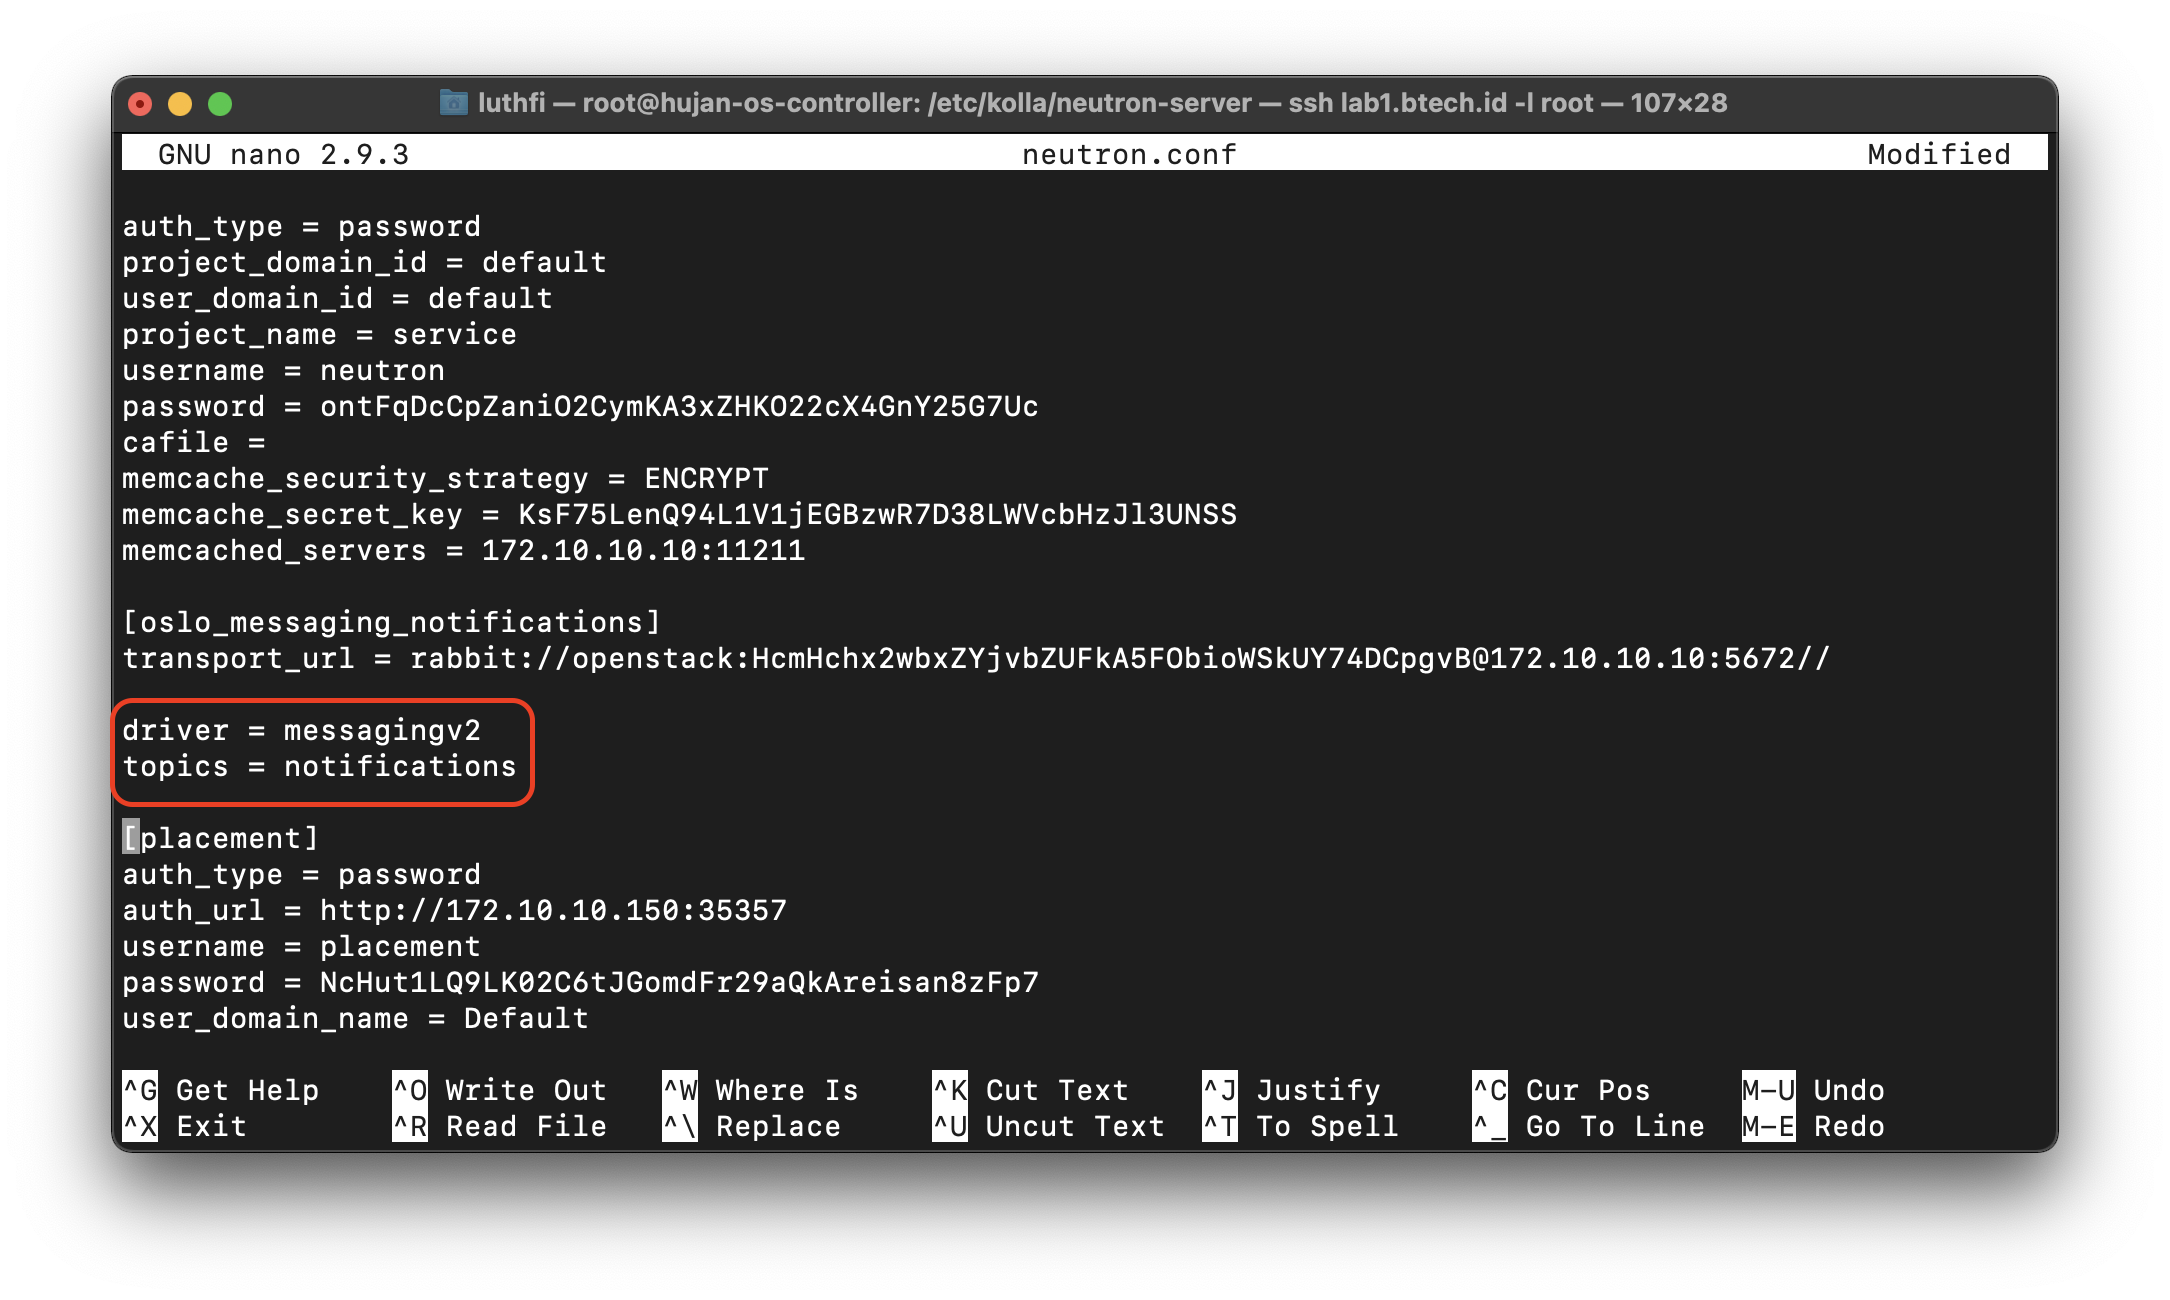 luthfi — root@hujan-os-controller: /etc/kolla/neutron-server — ssh lab1.btech.id -l root — 107×28
GNU nano 2.9.3 neutron.conf Modified
auth_type = password
project_domain_id = default
user_domain_id = default
project_name = service
username = neutron
password = ontFqDcCpZaniO2CymKA3xZHKO22cX4GnY25G7Uc
cafile =
memcache_security_strategy = ENCRYPT
memcache_secret_key = KsF75LenQ94L1V1jEGBzwR7D38LWVcbHzJl3UNSS
memcached_servers = 172.10.10.10:11211
[oslo_messaging_notifications]
transport_url = rabbit://openstack:HcmHchx2wbxZYjvbZUFkA5FObioWSkUY74DCpgvB@172.10.10.10:5672//
driver = messagingv2
topics = notifications
[placement]
auth_type = password
auth_url = http://172.10.10.150:35357
username = placement
password = NcHut1LQ9LK02C6tJGomdFr29aQkAreisan8zFp7
user_domain_name = Default
^G Get Help ^O Write Out ^W Where Is ^K Cut Text ^J Justify ^C Cur Pos M-U Undo
^X Exit ^R Read File ^\ Replace ^U Uncut Text ^T To Spell ^_ Go To Line M-E Redo